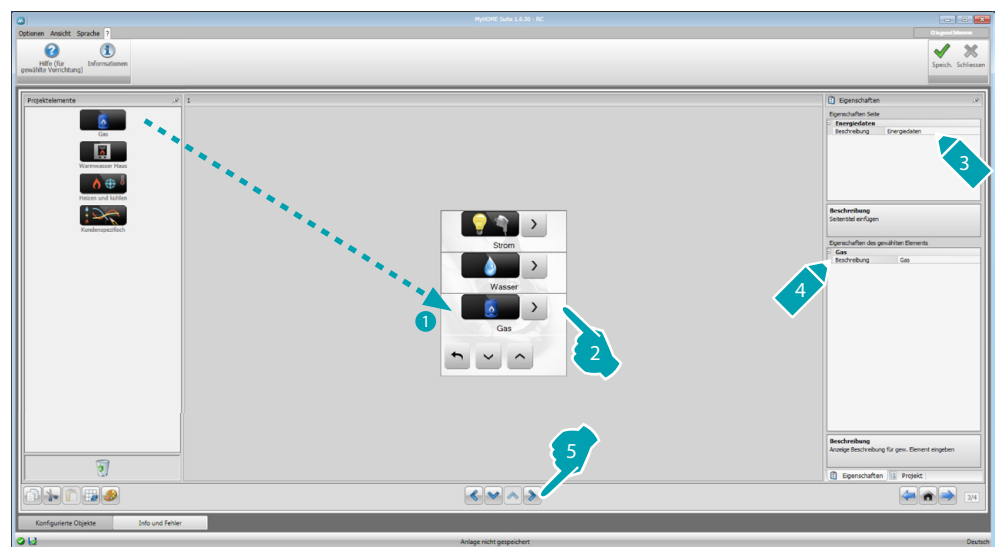 MyHOME Suite 1.6.30 - RC
Optionen Ansicht Sprache ?
Hilfe (für gewählte Vorrichtung)
Informationen
Speich. Schliessen
Projektelemente
1
Gas
Warmwasser Haus
Heizen und kühlen
Kundenspezifisch
Strom
Wasser
Gas
1
2
3
4
5
Eigenschaften
Eigenschaften Seite
Energiedaten
Beschreibung Energiedaten
Beschreibung
Seitentitel einfügen
Eigenschaften des gewählten Elements
Gas
Beschreibung Gas
Beschreibung
Anzeige Beschreibung für gew. Element eingeben
Eigenschaften Projekt
3/4
Konfigurierte Objekte Info und Fehler
Anlage nicht gespeichert
Deutsch